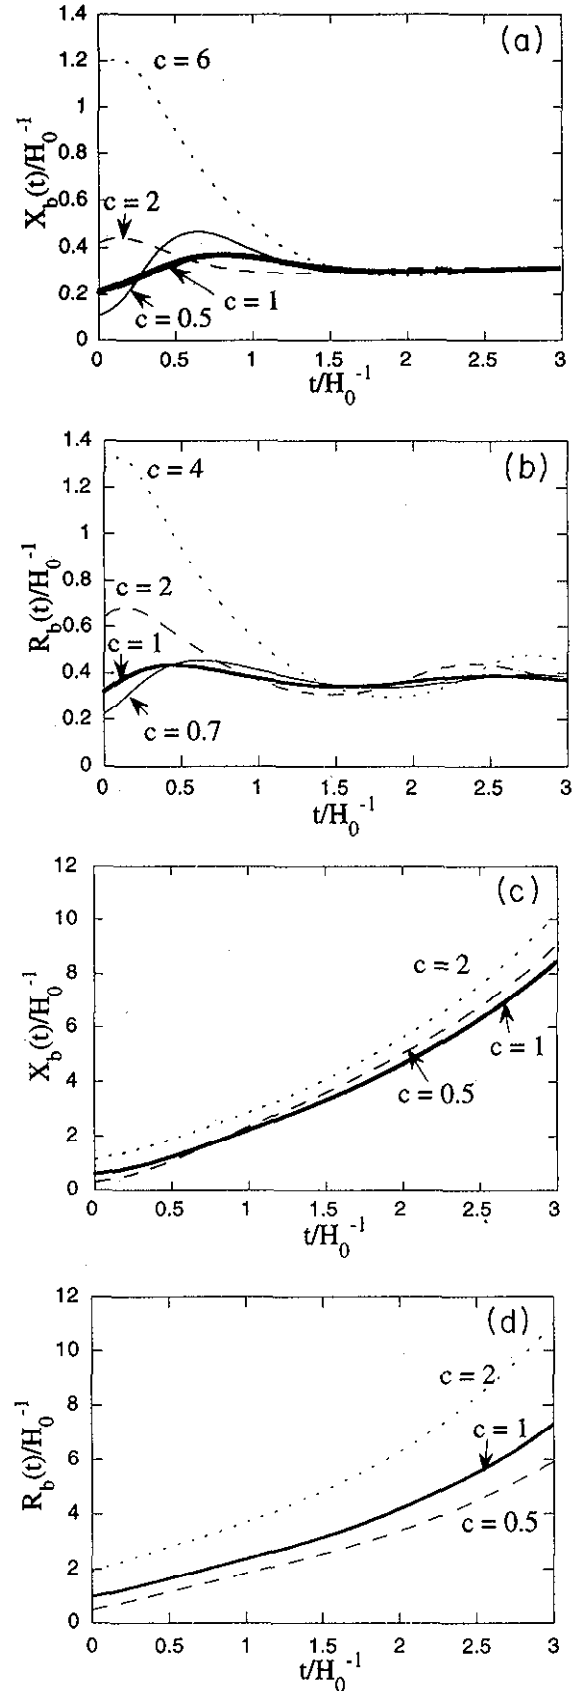 (a)
1.4
1.2
1
0.8
0.6
0.4
0.2
0
X_b(t)/H_0^-1
c = 6
c = 2
c = 1
c = 0.5
0 0.5 1 1.5 2 2.5 3
t/H_0^-1
(b)
1.4
1.2
1
0.8
0.6
0.4
0.2
0
R_b(t)/H_0^-1
c = 4
c = 2
c = 1
c = 0.7
0 0.5 1 1.5 2 2.5 3
t/H_0^-1
(c)
12
10
8
6
4
2
0
X_b(t)/H_0^-1
c = 2
c = 1
c = 0.5
0 0.5 1 1.5 2 2.5 3
t/H_0^-1
(d)
12
10
8
6
4
2
0
R_b(t)/H_0^-1
c = 2
c = 1
c = 0.5
0 0.5 1 1.5 2 2.5 3
t/H_0^-1